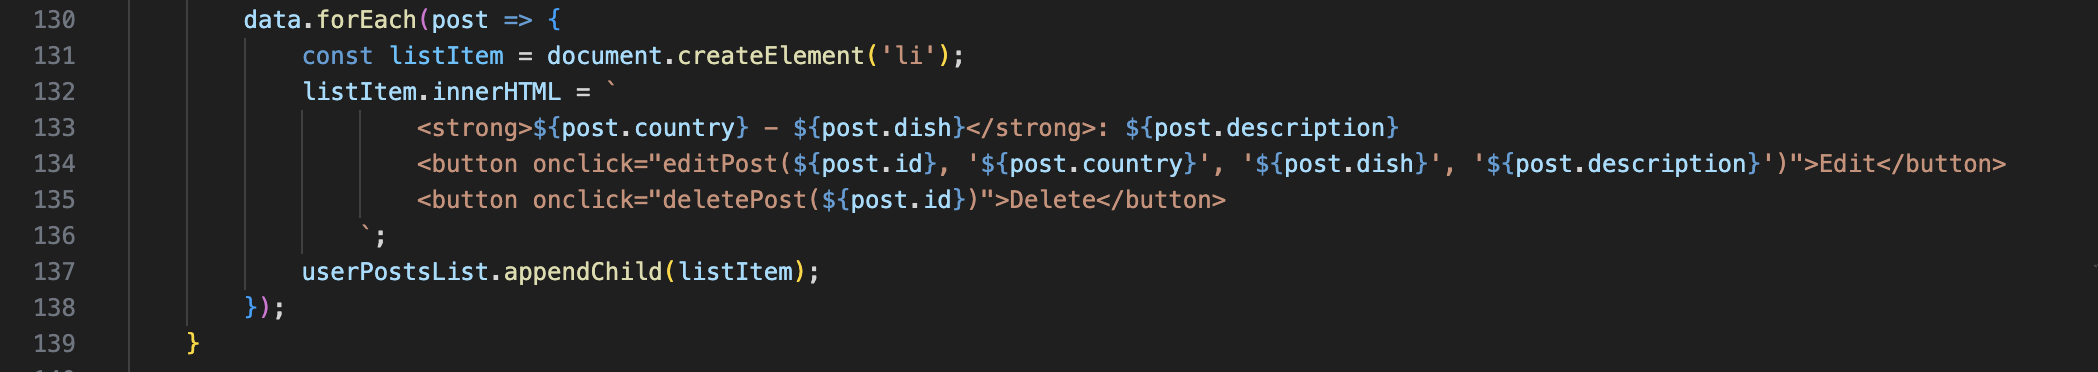 130 data.forEach(post => {
131 const listItem = document.createElement('li');
132 listItem.innerHTML = `
133 <strong>${post.country} - ${post.dish}</strong>: ${post.description}
134 <button onclick="editPost(${post.id}, '${post.country}', '${post.dish}', '${post.description}')">Edit</button>
135 <button onclick="deletePost(${post.id})">Delete</button>
136 `;
137 userPostsList.appendChild(listItem);
138 });
139 }